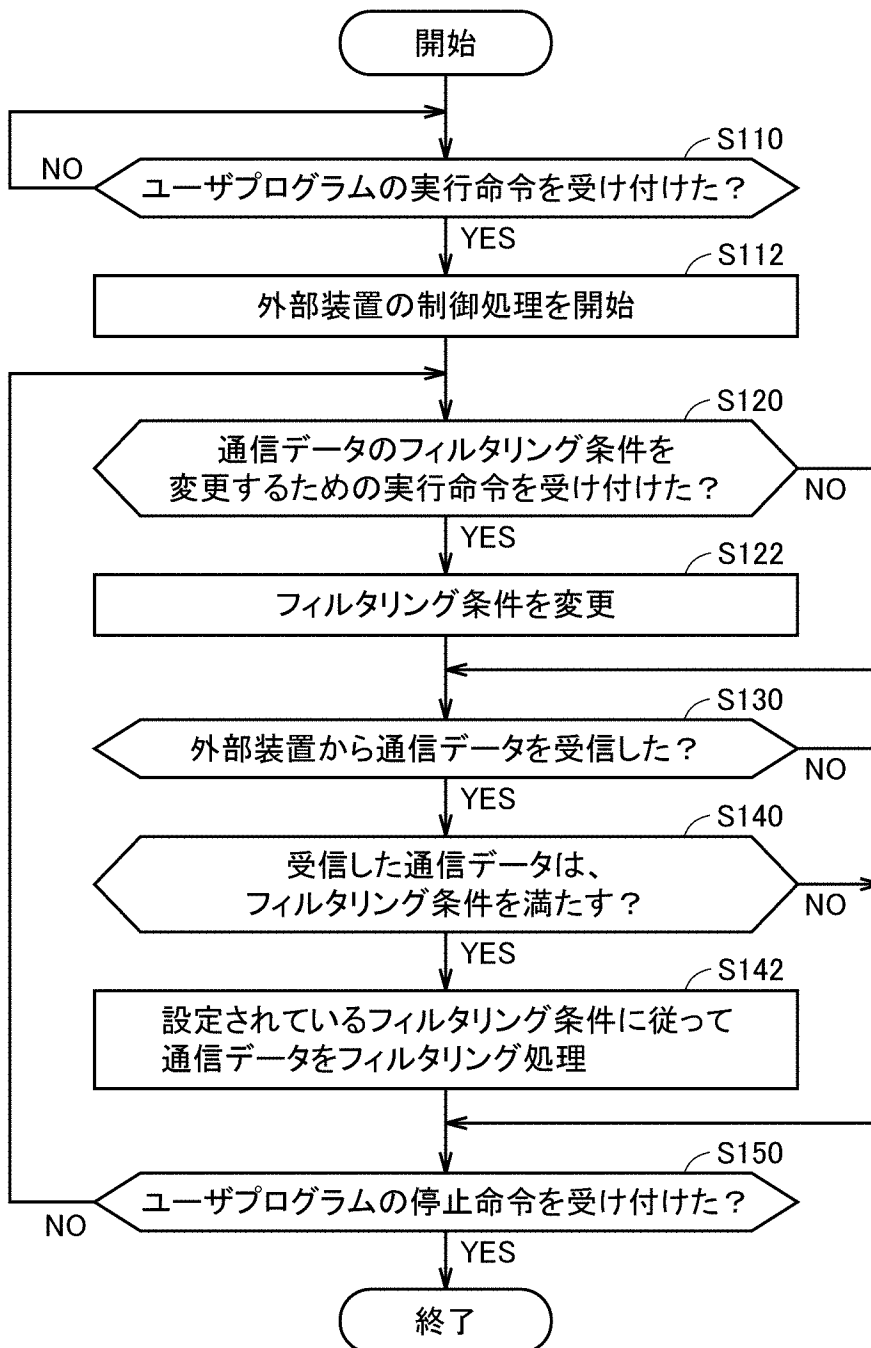 開始
S110
ユーザプログラムの実行命令を受け付けた？
NO
YES
S112
外部装置の制御処理を開始
S120
通信データのフィルタリング条件を
変更するための実行命令を受け付けた？
NO
YES
S122
フィルタリング条件を変更
S130
外部装置から通信データを受信した？
NO
YES
S140
受信した通信データは、
フィルタリング条件を満たす？
NO
YES
S142
設定されているフィルタリング条件に従って
通信データをフィルタリング処理
S150
ユーザプログラムの停止命令を受け付けた？
NO
YES
終了